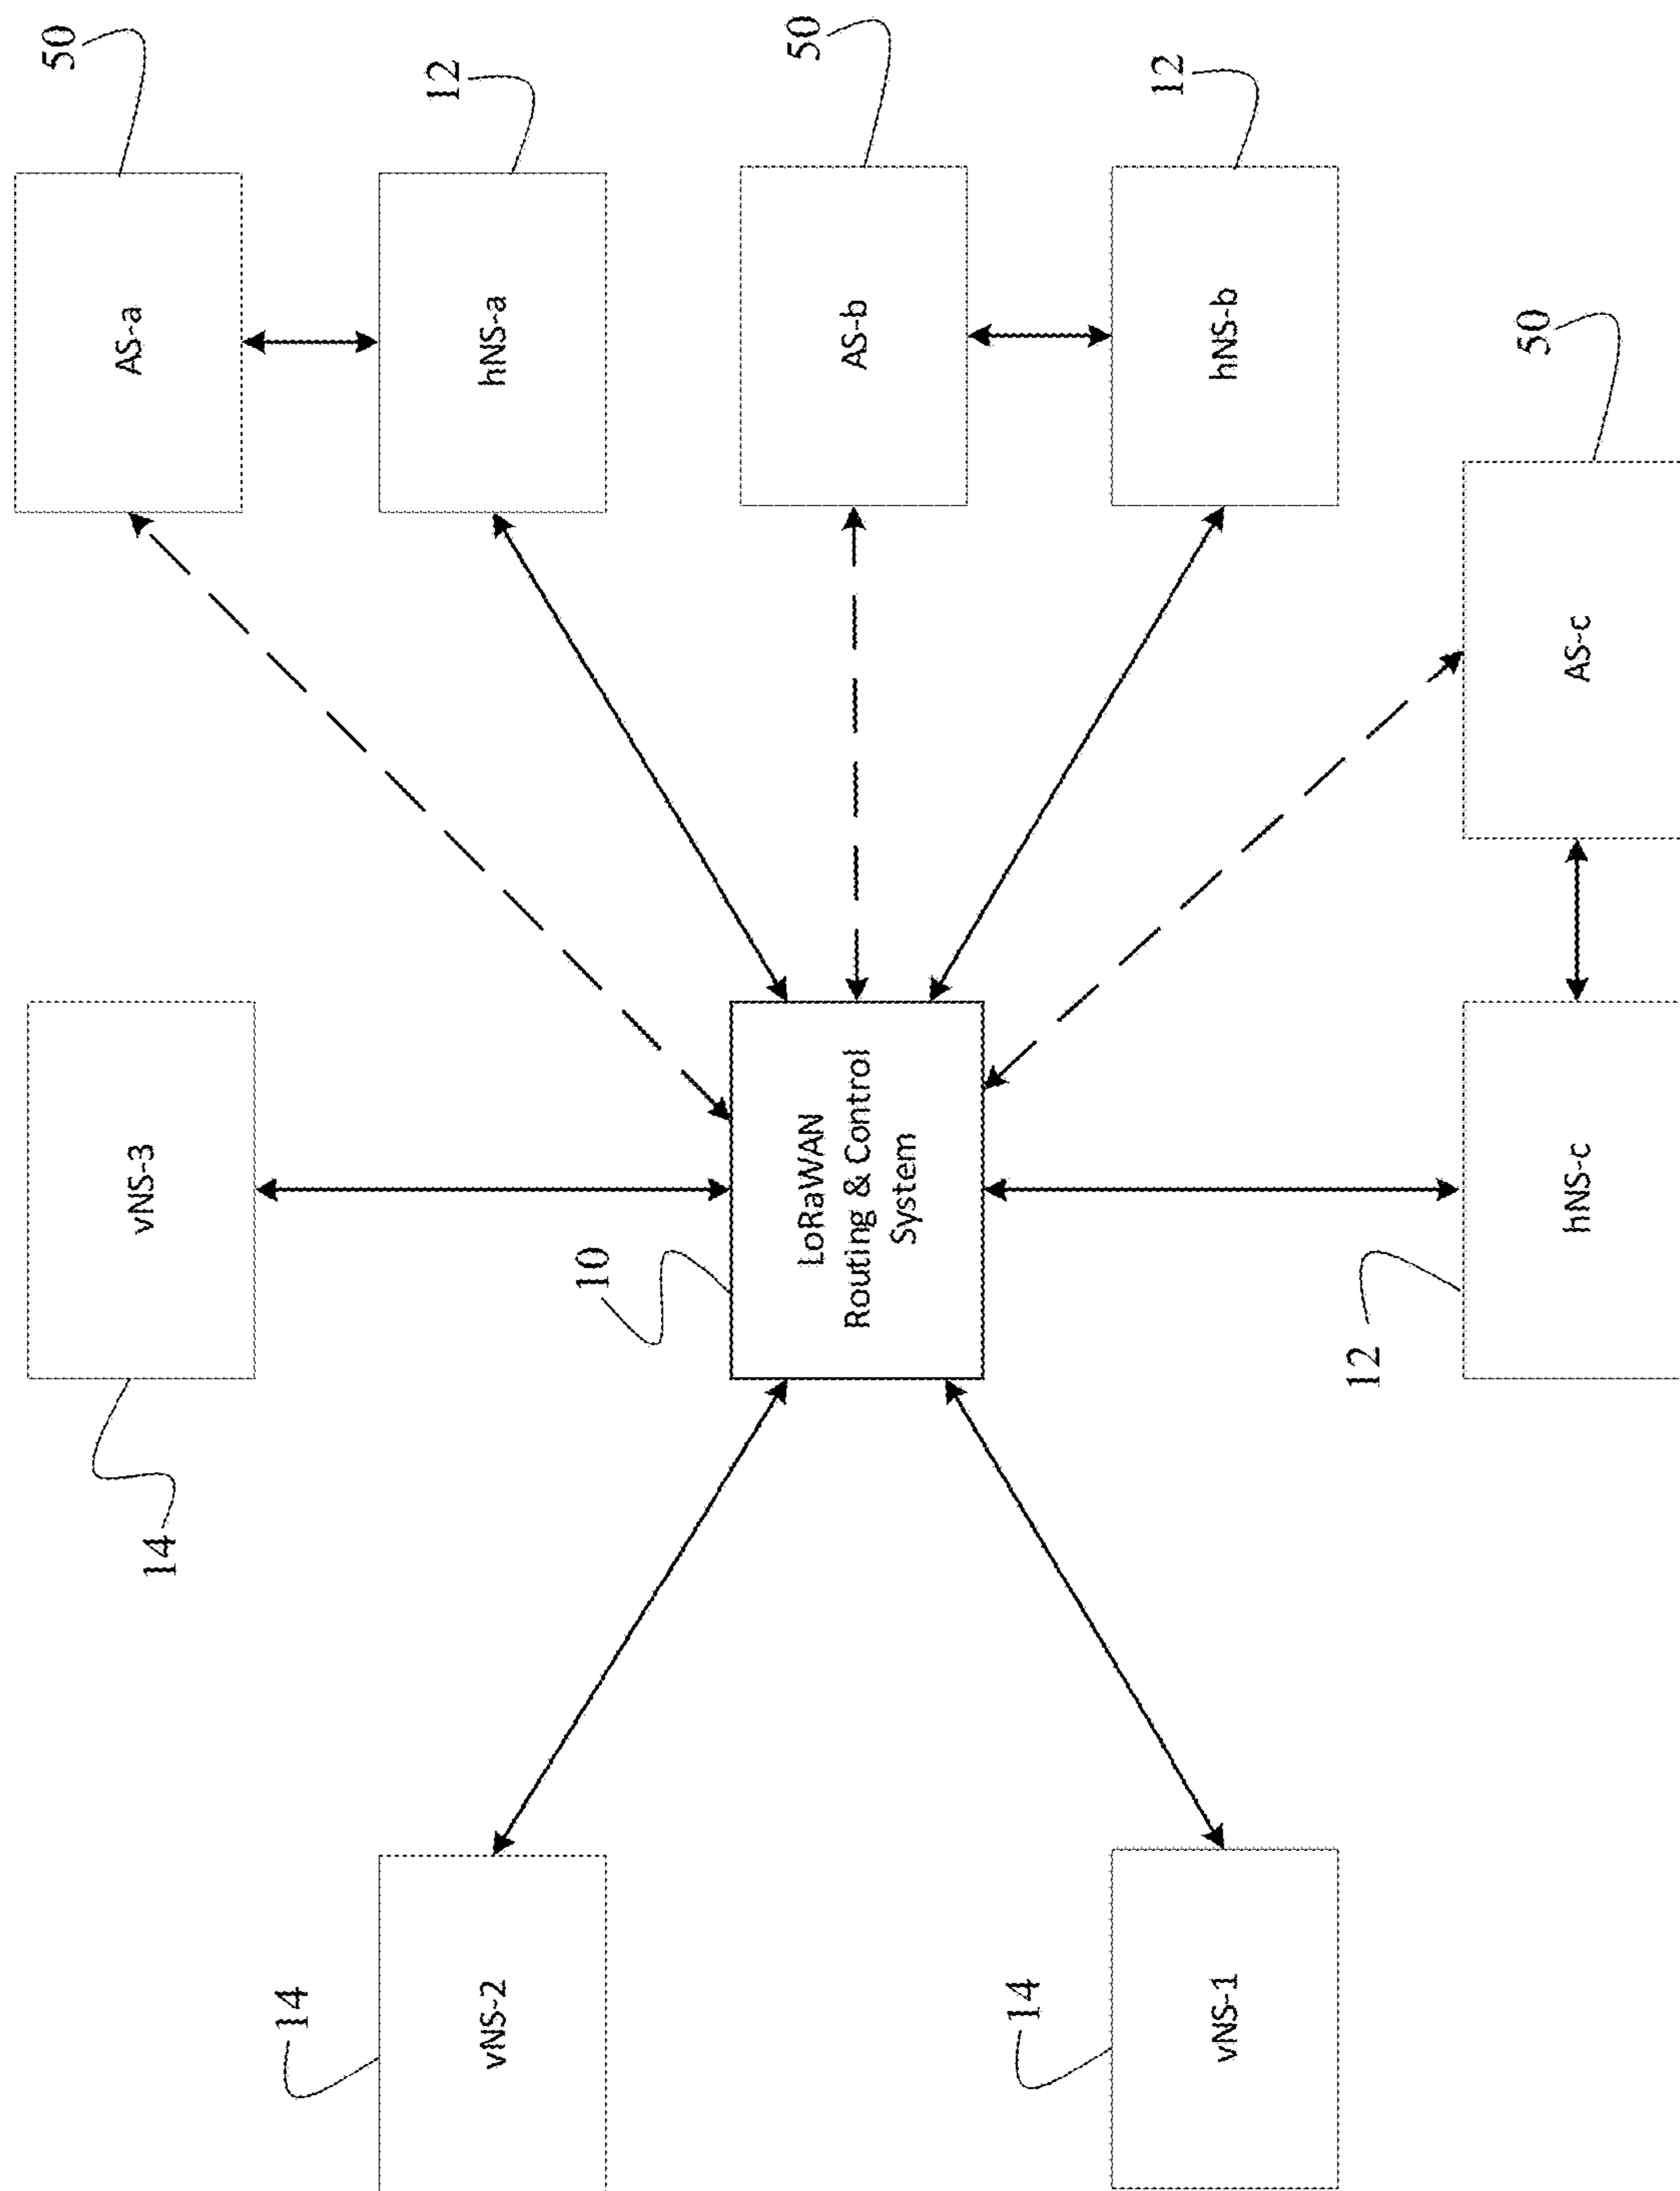 50
14
vNS-3
AS-a
14
12
vNS-2
hNS-a
10
50
LoRaWAN
Routing & Control
System
AS-b
14
12
vNS-1
hNS-b
12
50
hNS-c
AS-c